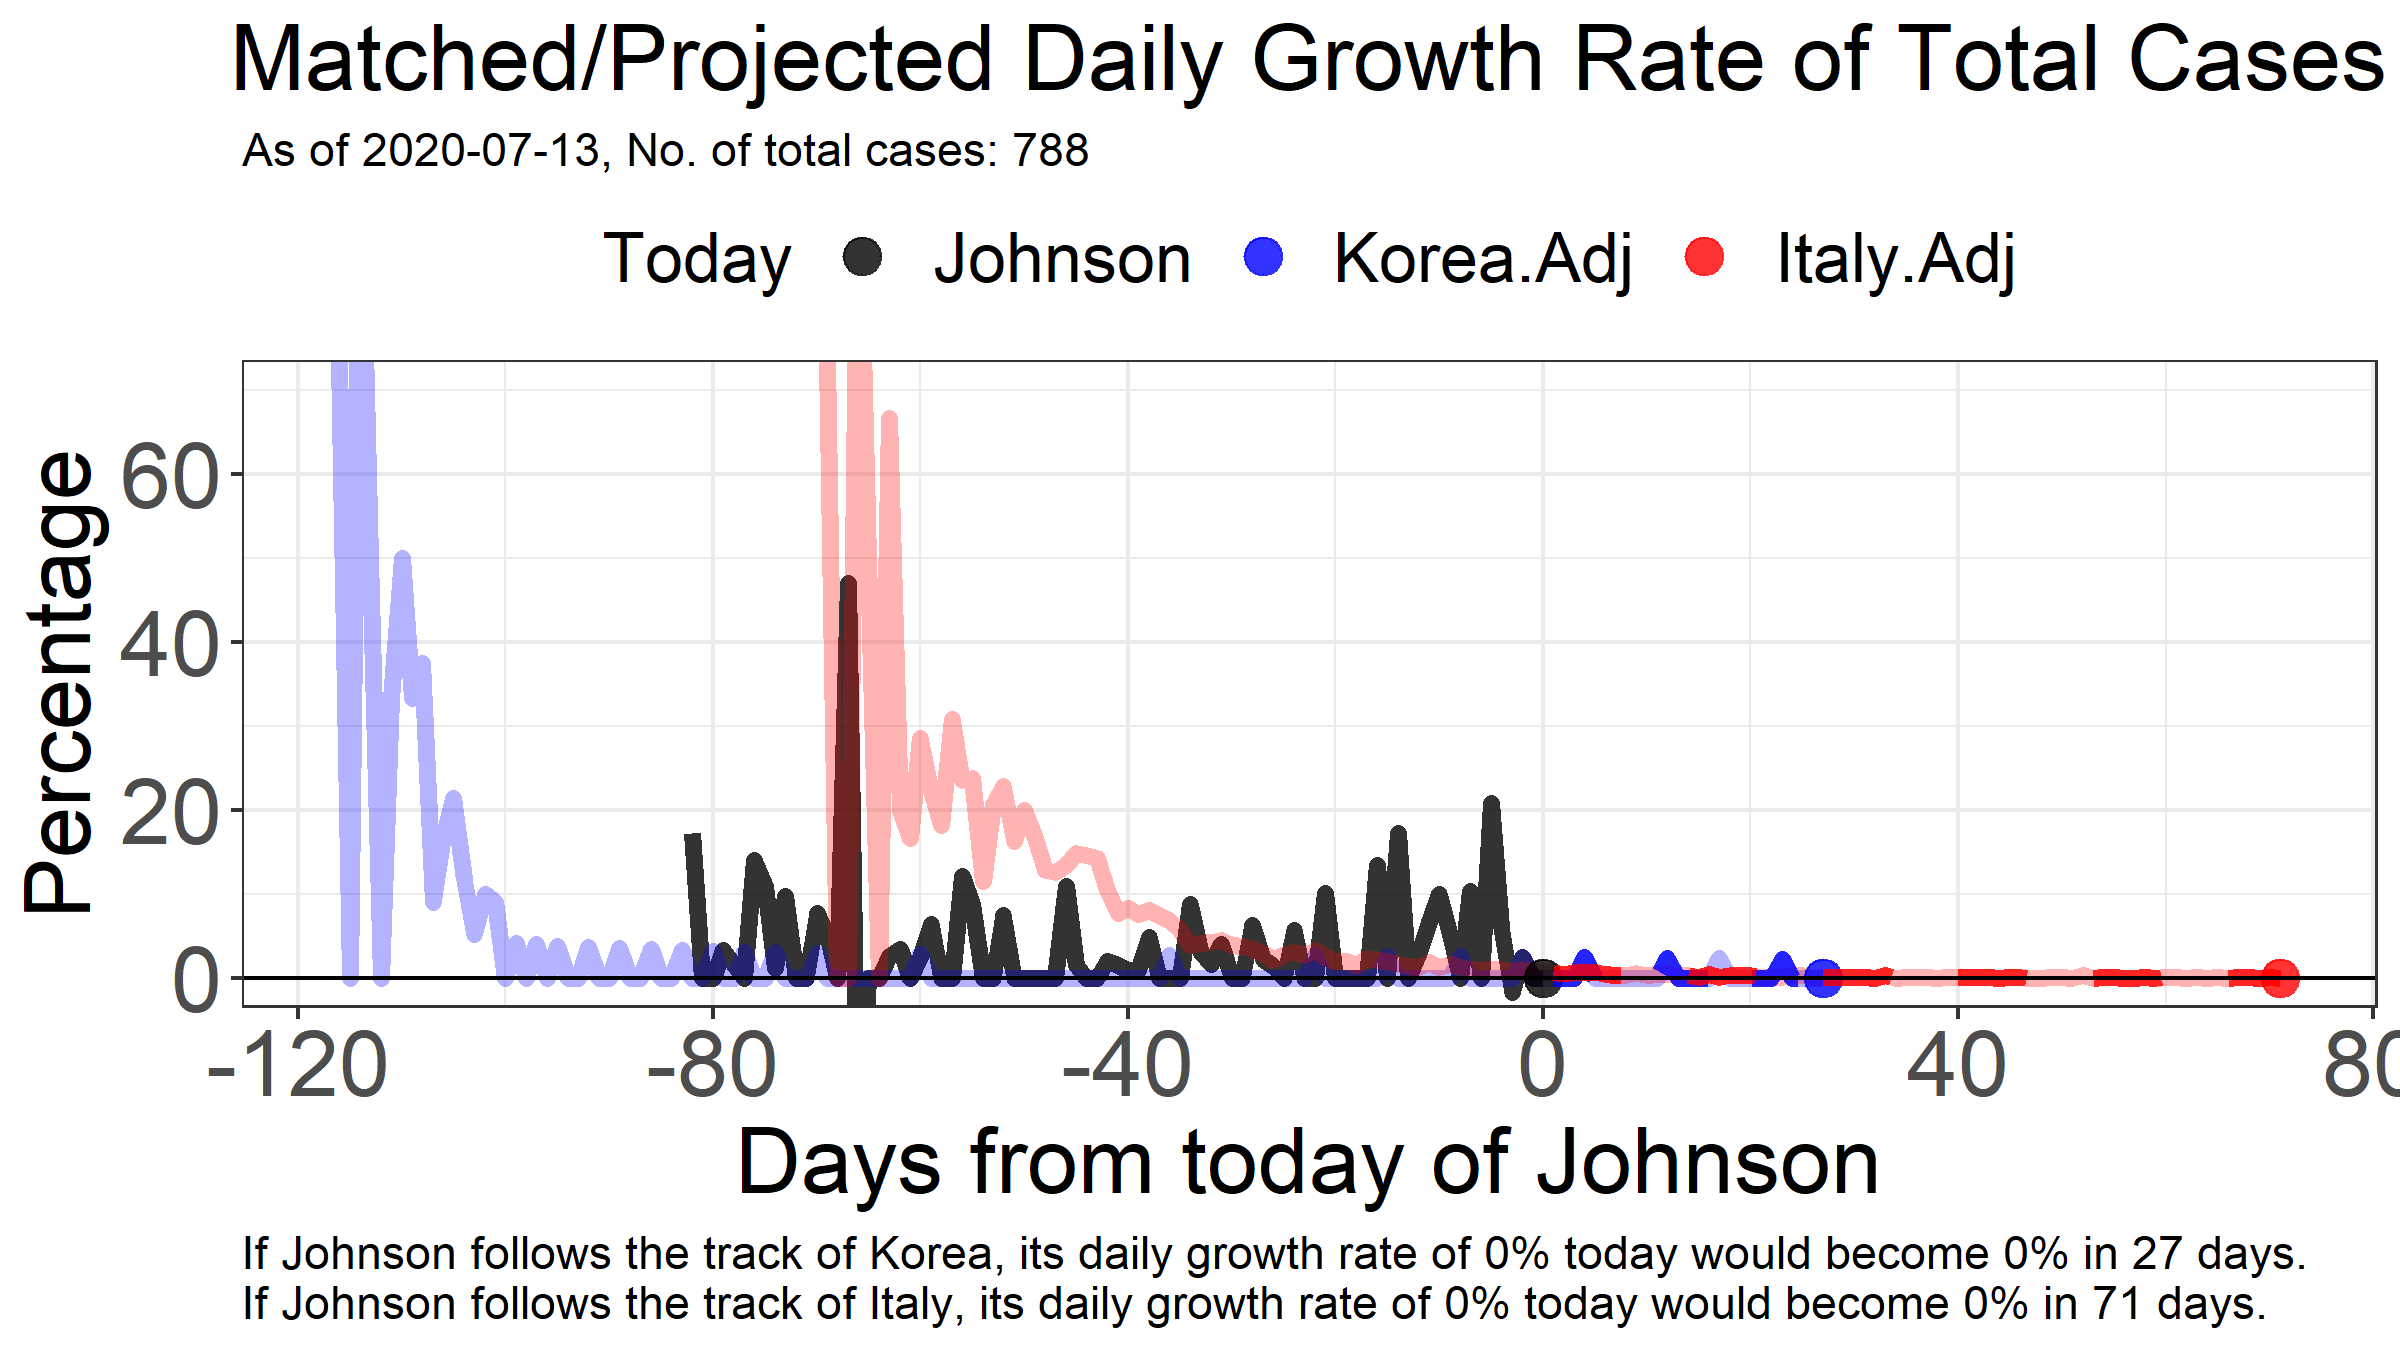 Matched/Projected Daily Growth Rate of Total Cases
As of 2020-07-13, No. of total cases: 788
Today Johnson Korea.Adj Italy.Adj
Percentage
60
40
20
0
-120 -80 -40 0 40 80
Days from today of Johnson
If Johnson follows the track of Korea, its daily growth rate of 0% today would become 0% in 27 days.
If Johnson follows the track of Italy, its daily growth rate of 0% today would become 0% in 71 days.